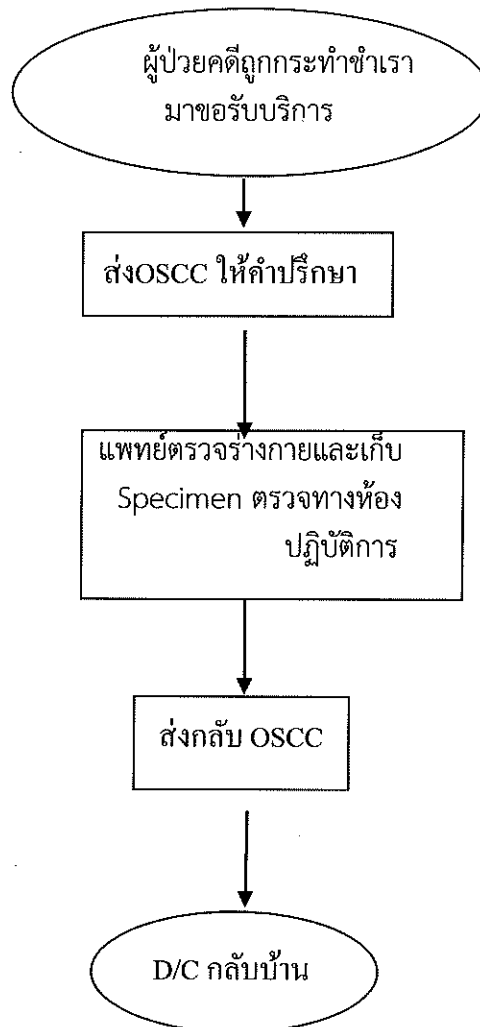 ผู้ป่วยคดีถูกกระทำชำเรา
มาขอรับบริการ
ส่งOSCC ให้คำปรึกษา
แพทย์ตรวจร่างกายและเก็บ
Specimen ตรวจทางห้อง
ปฏิบัติการ
ส่งกลับ OSCC
D/C กลับบ้าน